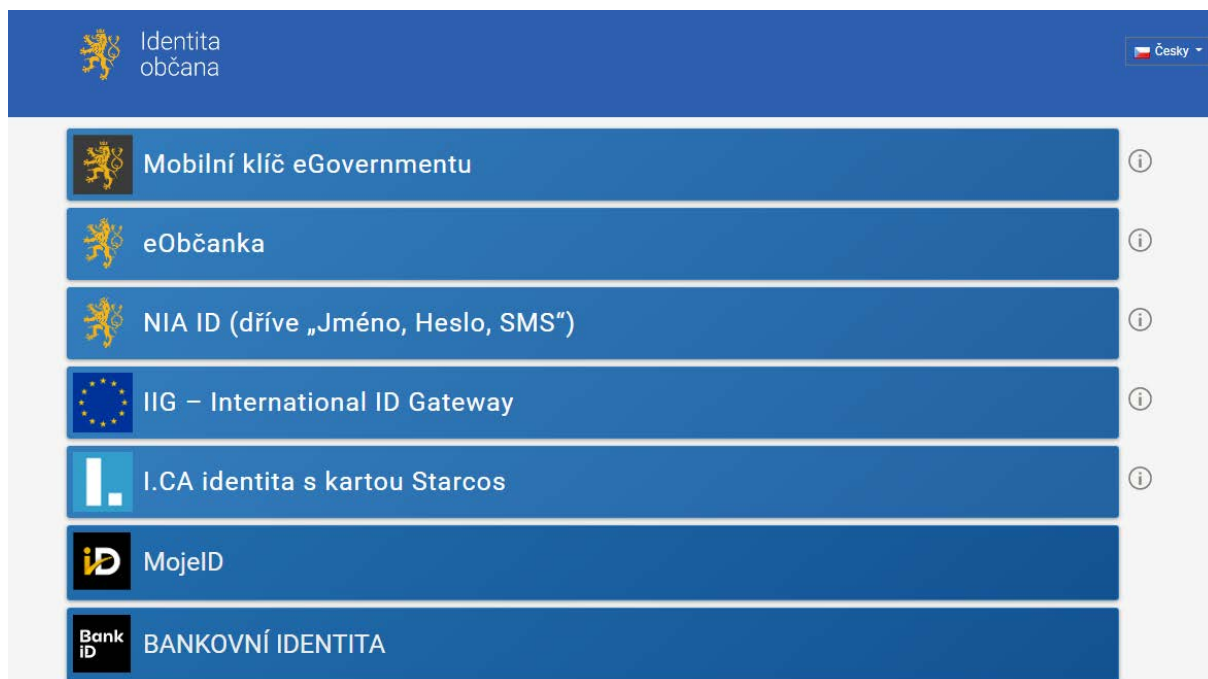 Identita
občana
Česky
Mobilní klíč eGovernmentu
eObčanka
NIA ID (dříve „Jméno, Heslo, SMS“)
IIG – International ID Gateway
I.CA identita s kartou Starcos
iD
MojeID
Bank
iD
BANKOVNÍ IDENTITA